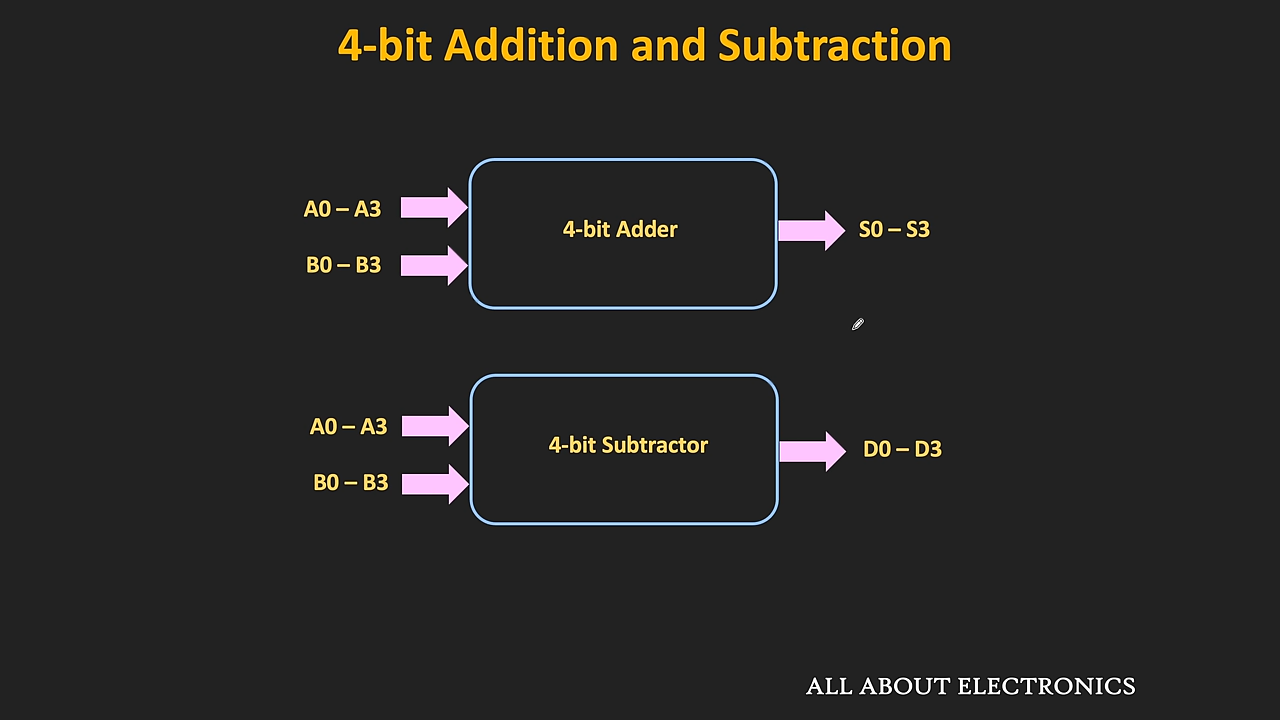 4-bit Addition and Subtraction
A0 – A3
B0 – B3
4-bit Adder
S0 – S3
A0 – A3
B0 – B3
4-bit Subtractor
D0 – D3
ALL ABOUT ELECTRONICS